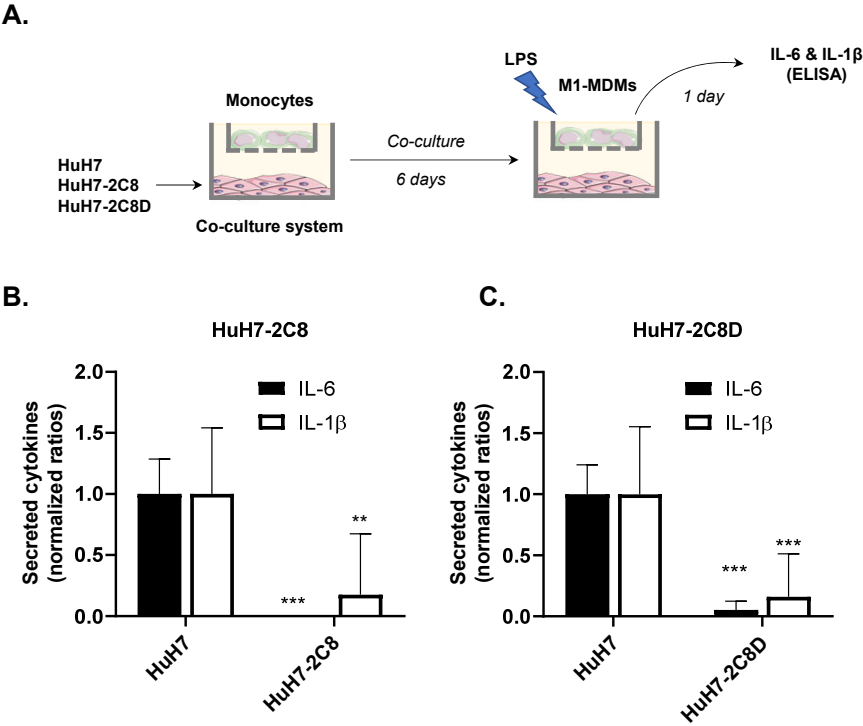 A.
LPS
IL-6 & IL-1β
(ELISA)
M1-MDMs
1 day
Monocytes
Co-culture
6 days
HuH7
HuH7-2C8
HuH7-2C8D
Co-culture system
B.
HuH7-2C8
Secreted cytokines
(normalized ratios)
2.0
1.5
1.0
0.5
0.0
IL-6
IL-1β
***
**
HuH7
HuH7-2C8
C.
HuH7-2C8D
Secreted cytokines
(normalized ratios)
2.0
1.5
1.0
0.5
0.0
IL-6
IL-1β
***
***
HuH7
HuH7-2C8D